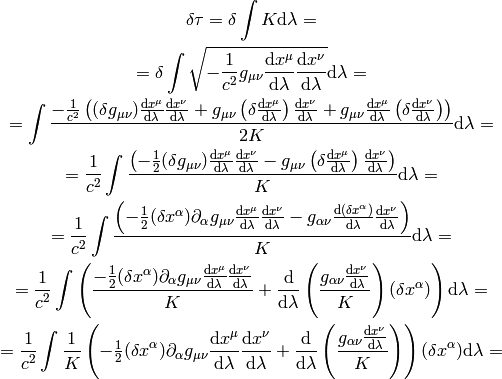 $$\delta\tau = \delta \int K \mathrm{d}\lambda =$$
$$= \delta \int \sqrt{-\frac{1}{c^2} g_{\mu\nu} \frac{\mathrm{d}x^\mu}{\mathrm{d}\lambda} \frac{\mathrm{d}x^\nu}{\mathrm{d}\lambda}} \mathrm{d}\lambda =$$
$$= \int \frac{-\frac{1}{c^2} \left( (\delta g_{\mu\nu}) \frac{\mathrm{d}x^\mu}{\mathrm{d}\lambda} \frac{\mathrm{d}x^\nu}{\mathrm{d}\lambda} + g_{\mu\nu} \left( \delta \frac{\mathrm{d}x^\mu}{\mathrm{d}\lambda} \right) \frac{\mathrm{d}x^\nu}{\mathrm{d}\lambda} + g_{\mu\nu} \frac{\mathrm{d}x^\mu}{\mathrm{d}\lambda} \left( \delta \frac{\mathrm{d}x^\nu}{\mathrm{d}\lambda} \right) \right)}{2K} \mathrm{d}\lambda =$$
$$= \frac{1}{c^2} \int \frac{\left( -\frac{1}{2} (\delta g_{\mu\nu}) \frac{\mathrm{d}x^\mu}{\mathrm{d}\lambda} \frac{\mathrm{d}x^\nu}{\mathrm{d}\lambda} - g_{\mu\nu} \left( \delta \frac{\mathrm{d}x^\mu}{\mathrm{d}\lambda} \right) \frac{\mathrm{d}x^\nu}{\mathrm{d}\lambda} \right)}{K} \mathrm{d}\lambda =$$
$$= \frac{1}{c^2} \int \frac{\left( -\frac{1}{2} (\delta x^\alpha) \partial_\alpha g_{\mu\nu} \frac{\mathrm{d}x^\mu}{\mathrm{d}\lambda} \frac{\mathrm{d}x^\nu}{\mathrm{d}\lambda} - g_{\alpha\nu} \frac{\mathrm{d}(\delta x^\alpha)}{\mathrm{d}\lambda} \frac{\mathrm{d}x^\nu}{\mathrm{d}\lambda} \right)}{K} \mathrm{d}\lambda =$$
$$= \frac{1}{c^2} \int \left( \frac{-\frac{1}{2} (\delta x^\alpha) \partial_\alpha g_{\mu\nu} \frac{\mathrm{d}x^\mu}{\mathrm{d}\lambda} \frac{\mathrm{d}x^\nu}{\mathrm{d}\lambda}}{K} + \frac{\mathrm{d}}{\mathrm{d}\lambda} \left( \frac{g_{\alpha\nu} \frac{\mathrm{d}x^\nu}{\mathrm{d}\lambda}}{K} \right) (\delta x^\alpha) \right) \mathrm{d}\lambda =$$
$$= \frac{1}{c^2} \int \frac{1}{K} \left( -\frac{1}{2} (\delta x^\alpha) \partial_\alpha g_{\mu\nu} \frac{\mathrm{d}x^\mu}{\mathrm{d}\lambda} \frac{\mathrm{d}x^\nu}{\mathrm{d}\lambda} + \frac{\mathrm{d}}{\mathrm{d}\lambda} \left( \frac{g_{\alpha\nu} \frac{\mathrm{d}x^\nu}{\mathrm{d}\lambda}}{K} \right) \right) (\delta x^\alpha) \mathrm{d}\lambda =$$